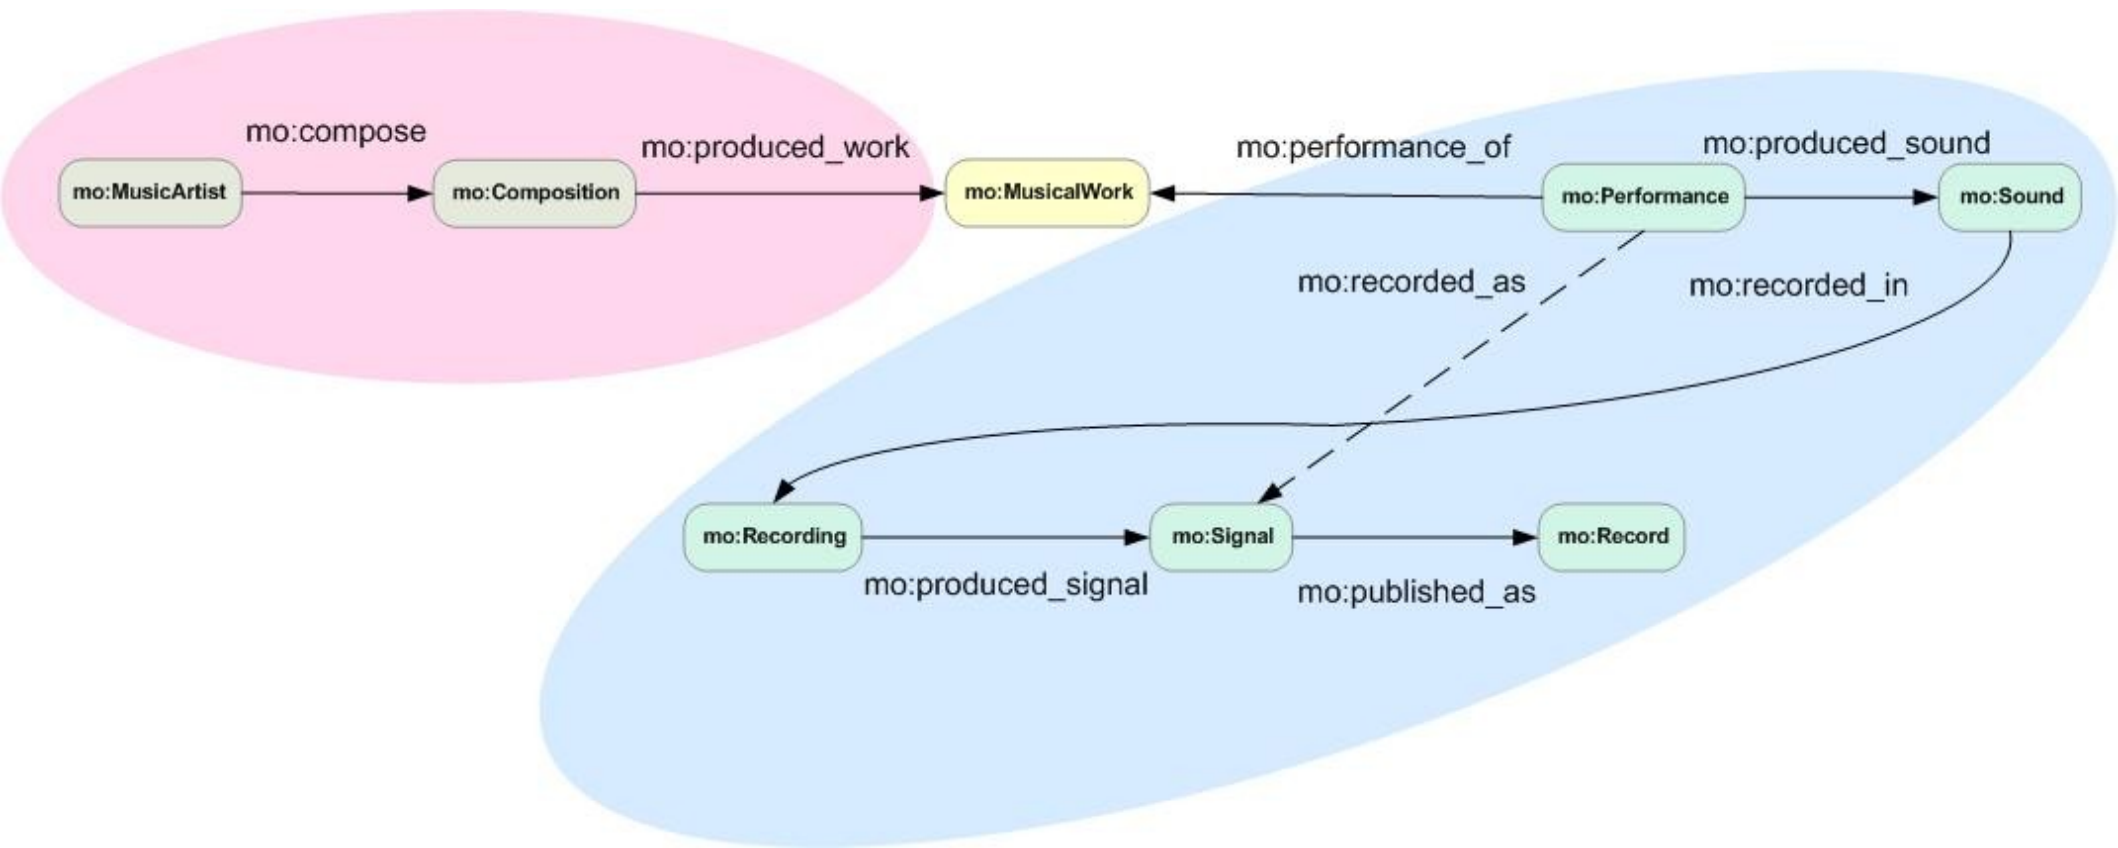 mo:compose
mo:produced_work
mo:performance_of
mo:produced_sound
mo:MusicArtist
mo:Composition
mo:MusicalWork
mo:Performance
mo:Sound
mo:recorded_as
mo:recorded_in
mo:Recording
mo:Signal
mo:Record
mo:produced_signal
mo:published_as